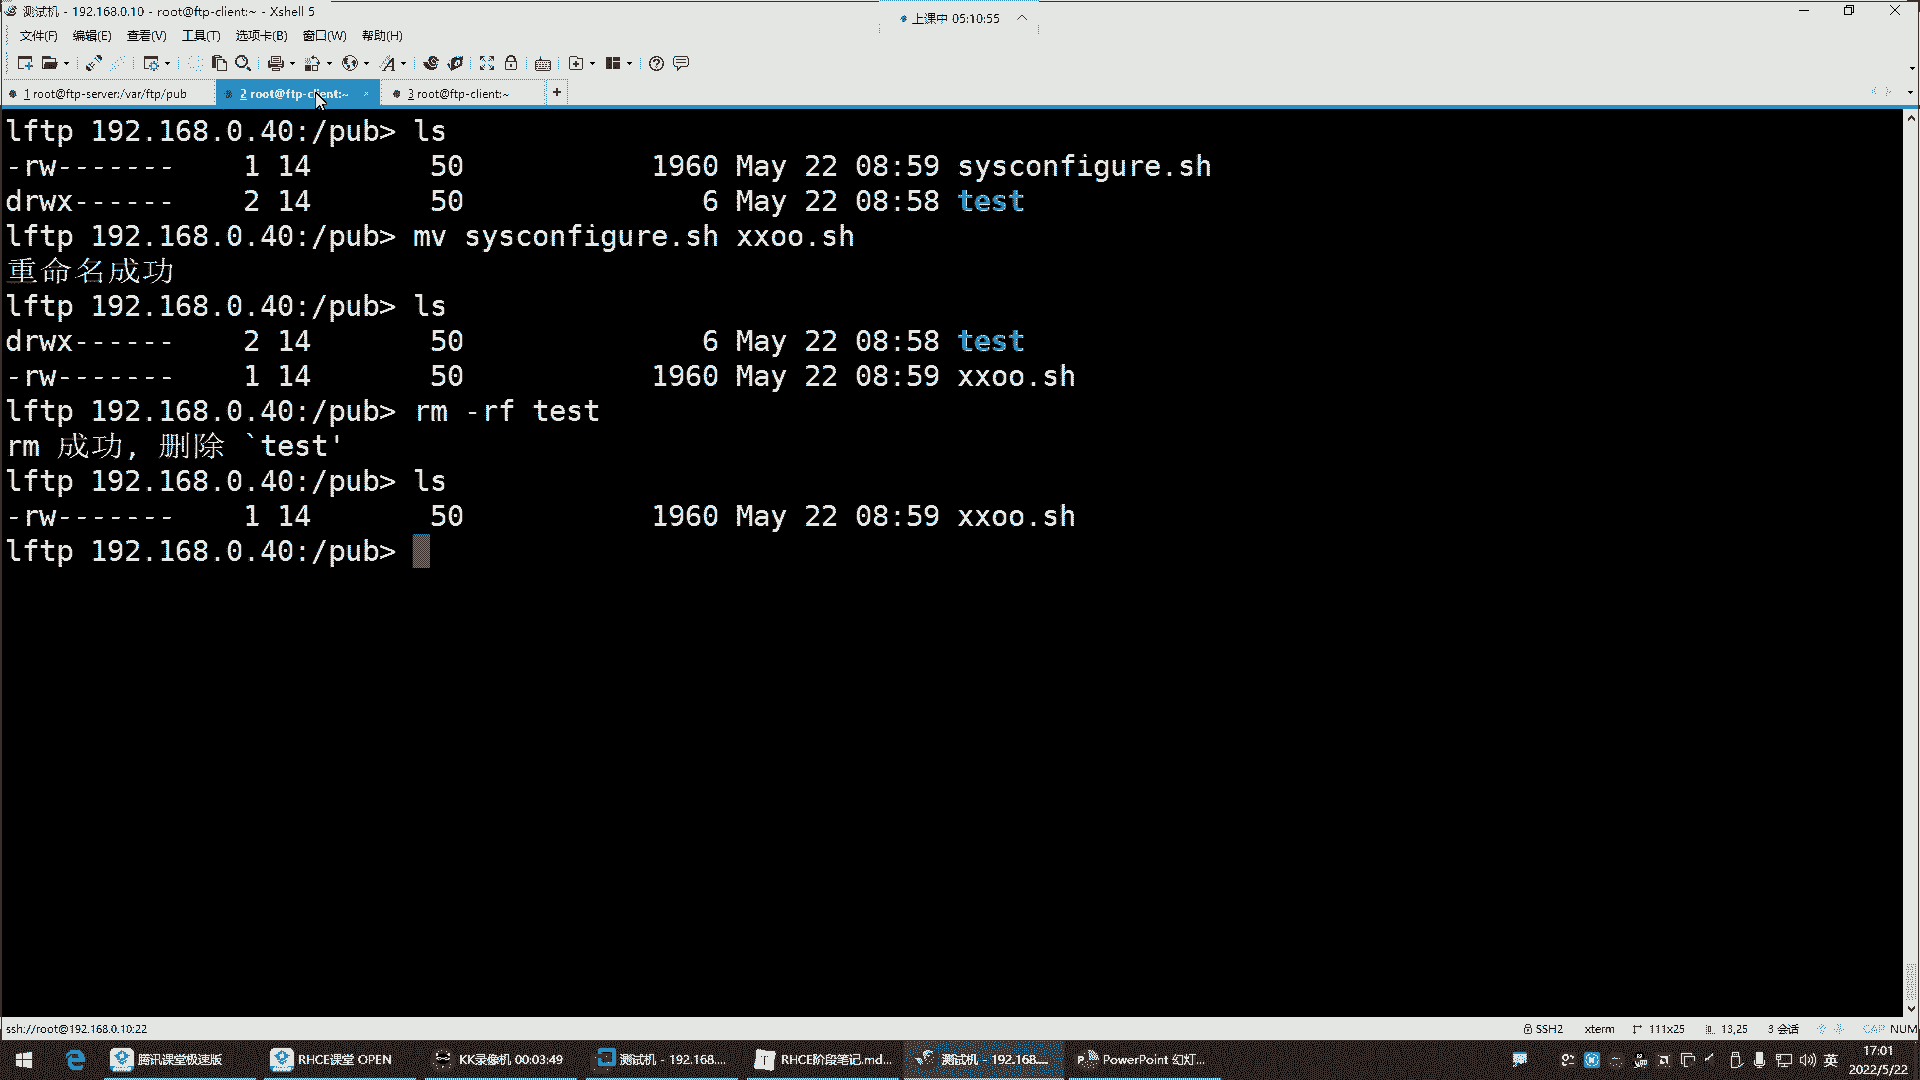 测试机 - 192.168.0.10 - root@ftp-client:~ - Xshell 5
上课中 05:10:55
文件(F) 编辑(E) 查看(V) 工具(T) 选项卡(B) 窗口(W) 帮助(H)
1 root@ftp-server:/var/ftp/pub
2 root@ftp-client:~
3 root@ftp-client:~
lftp 192.168.0.40:/pub> ls
-rw------- 1 14 50 1960 May 22 08:59 sysconfigure.sh
drwx------ 2 14 50 6 May 22 08:58 test
lftp 192.168.0.40:/pub> mv sysconfigure.sh xxoo.sh
重命名成功
lftp 192.168.0.40:/pub> ls
drwx------ 2 14 50 6 May 22 08:58 test
-rw------- 1 14 50 1960 May 22 08:59 xxoo.sh
lftp 192.168.0.40:/pub> rm -rf test
rm 成功, 删除 `test'
lftp 192.168.0.40:/pub> ls
-rw------- 1 14 50 1960 May 22 08:59 xxoo.sh
lftp 192.168.0.40:/pub>
ssh://root@192.168.0.10:22
SSH2 xterm 111x25 13,25 3 会话 CAP NUM
腾讯课堂极速版
RHCE课堂 OPEN
KK录像机 00:03:49
测试机 - 192.168....
RHCE阶段笔记.md...
测试机 - 192.168....
PowerPoint 幻灯...
英
17:01
2022/5/22